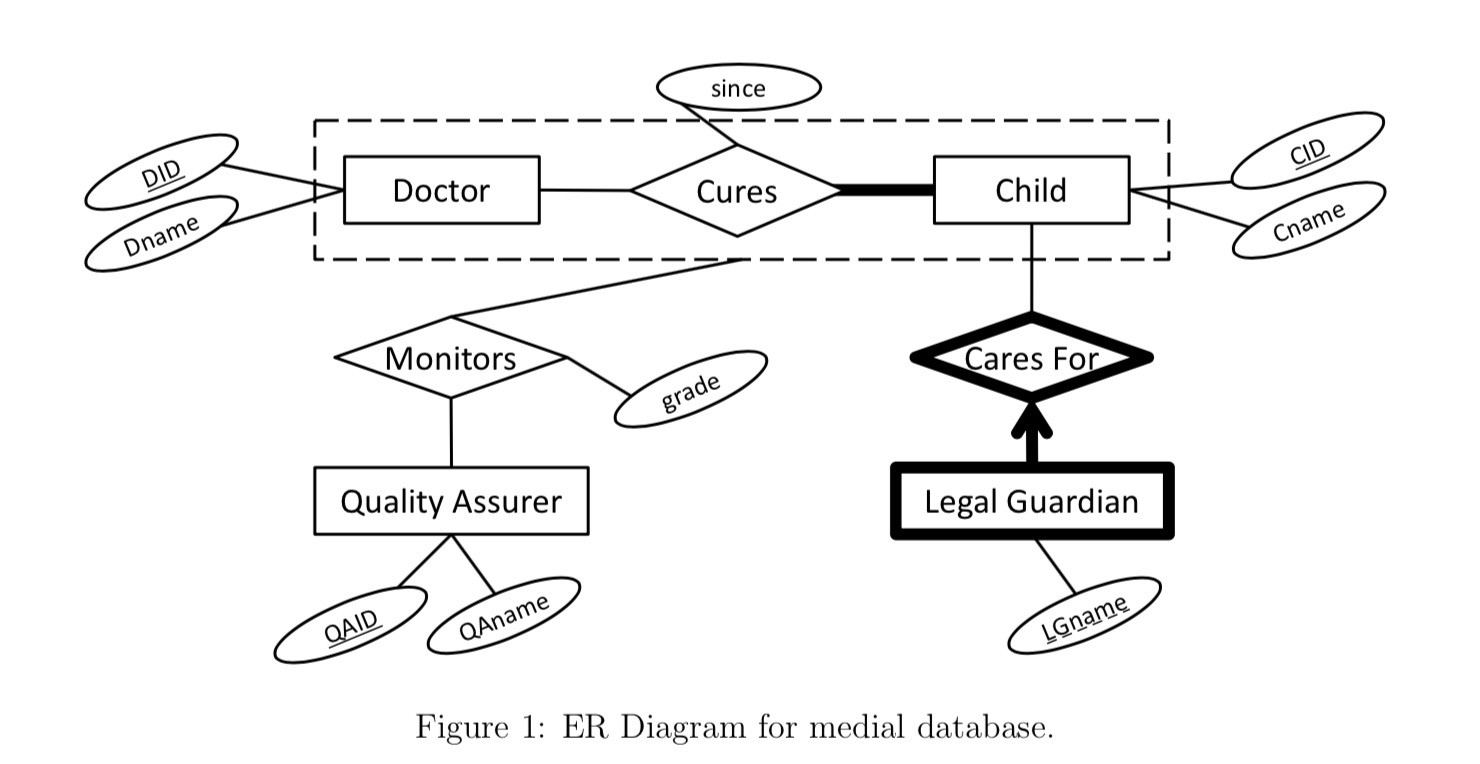 since
DID
Dname
Doctor
Cures
Child
CID
Cname
Monitors
grade
Cares For
Quality Assurer
Legal Guardian
QAID
QAname
LGname
Figure 1: ER Diagram for medial database.